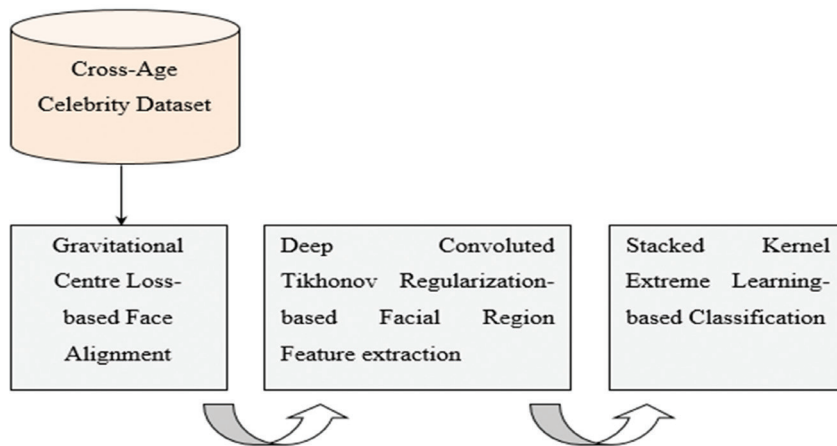 Cross-Age
Celebrity Dataset
Gravitational
Centre Loss-
based Face
Alignment
Deep Convoluted
Tikhonov Regularization-
based Facial Region
Feature extraction
Stacked Kernel
Extreme Learning-
based Classification